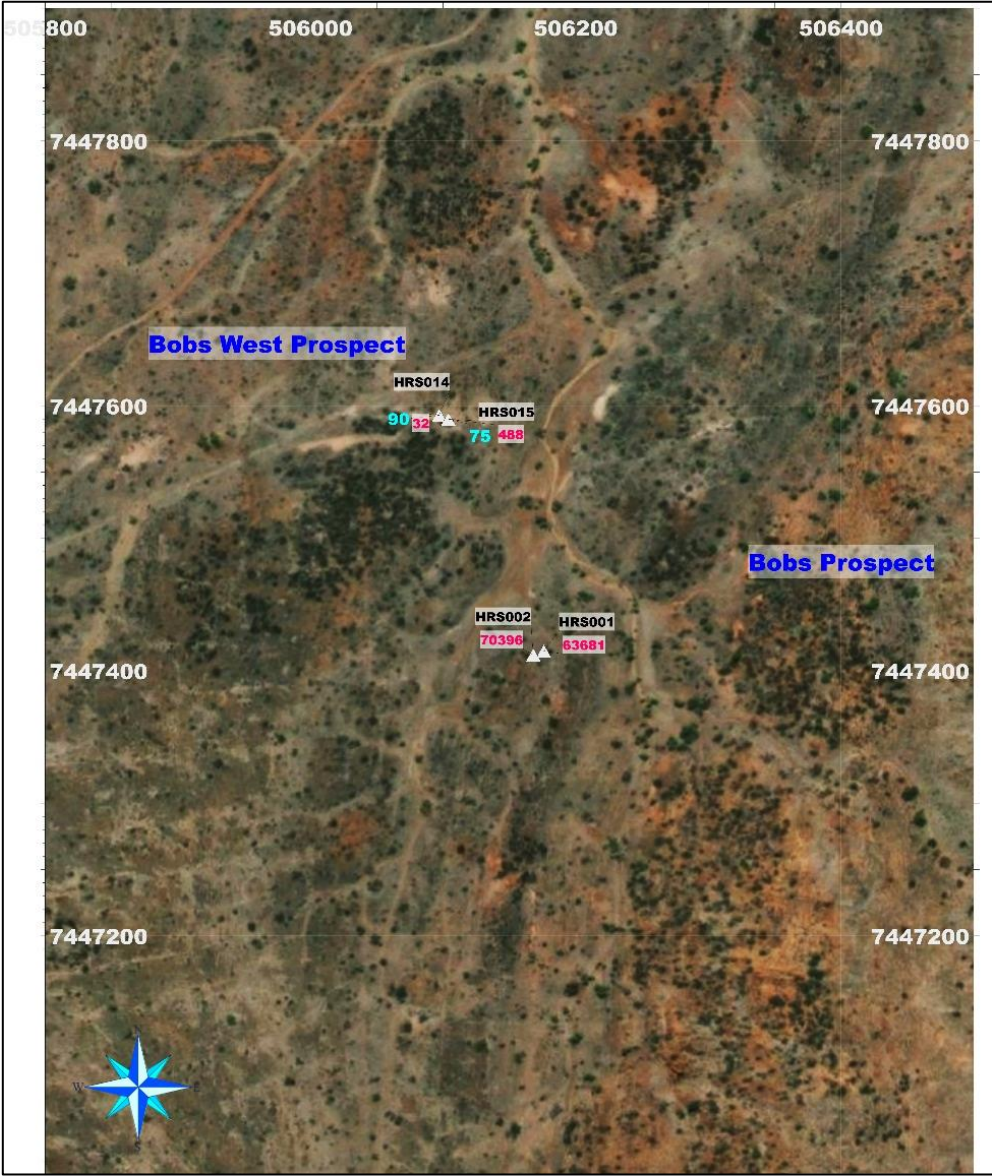 505800 506000 506200 506400
7447800 7447800
Bobs West Prospect
HRS014
7447600 7447600
HRS015
90 32
75 488
Bobs Prospect
HRS002 HRS001
70396 63681
7447400 7447400
7447200 7447200
W